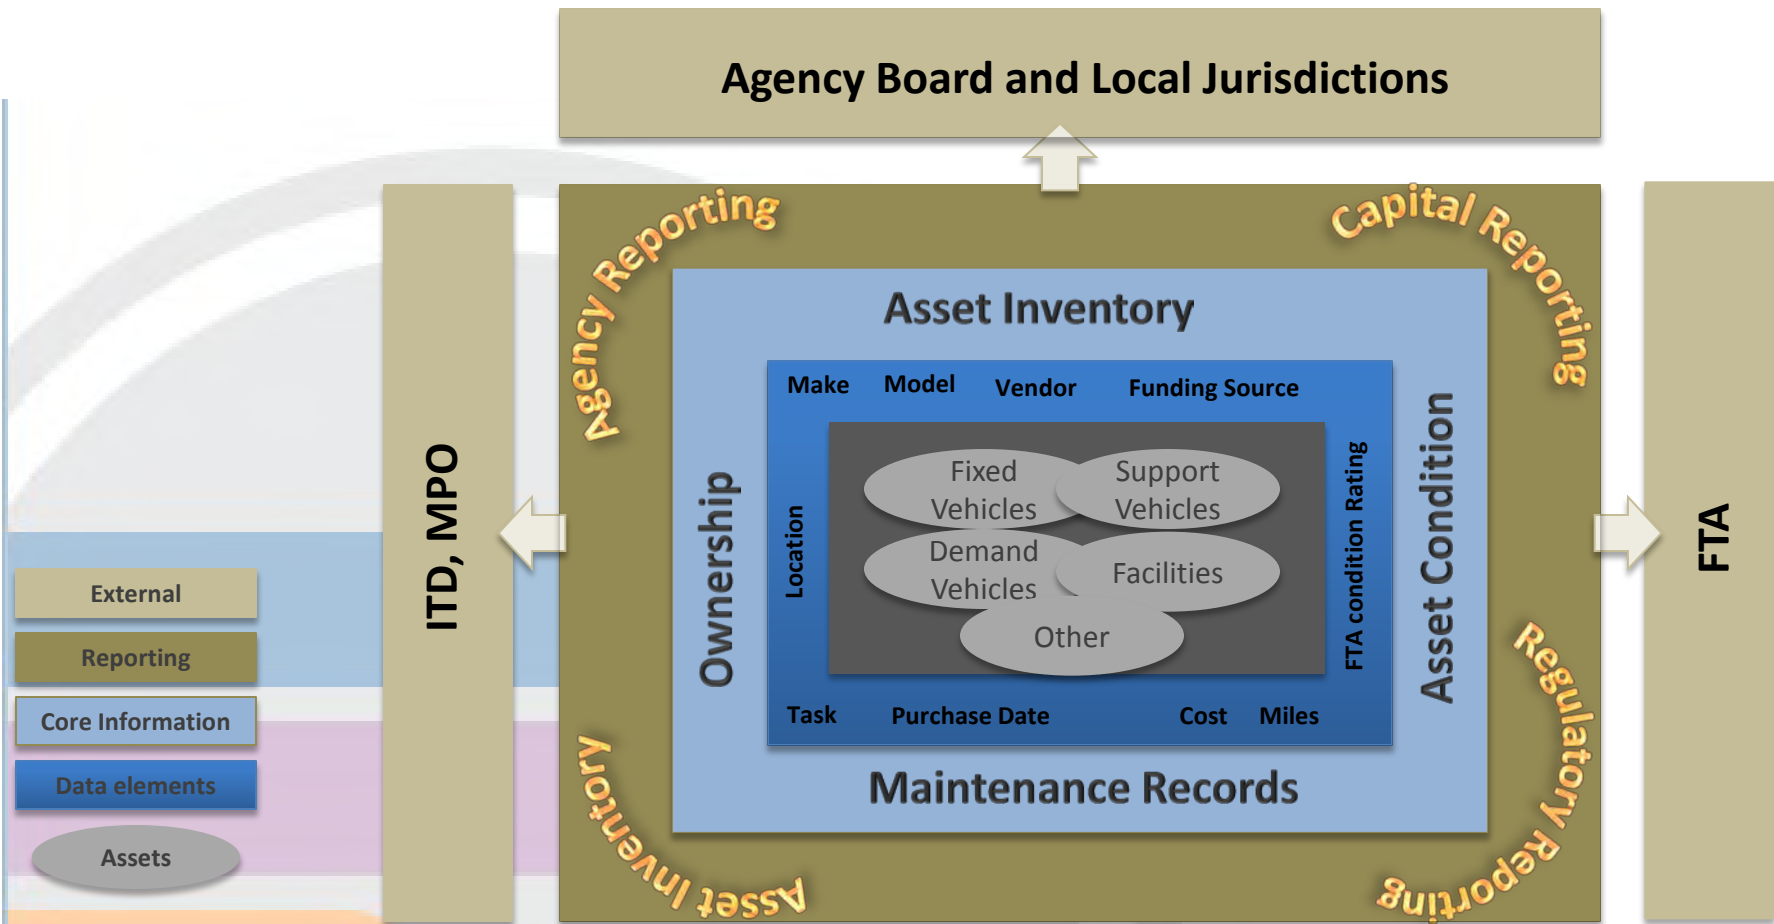 Agency Board and Local Jurisdictions
Agency Reporting
Capital Reporting
Asset Inventory
Make Model Vendor Funding Source
ITD, MPO
Ownership
Location
Fixed
Vehicles
Support
Vehicles
Demand
Vehicles
Facilities
Other
FTA condition Rating
Asset Condition
FTA
Task Purchase Date Cost Miles
Maintenance Records
Asset Inventory
Regulatory Reporting
External
Reporting
Core Information
Data elements
Assets